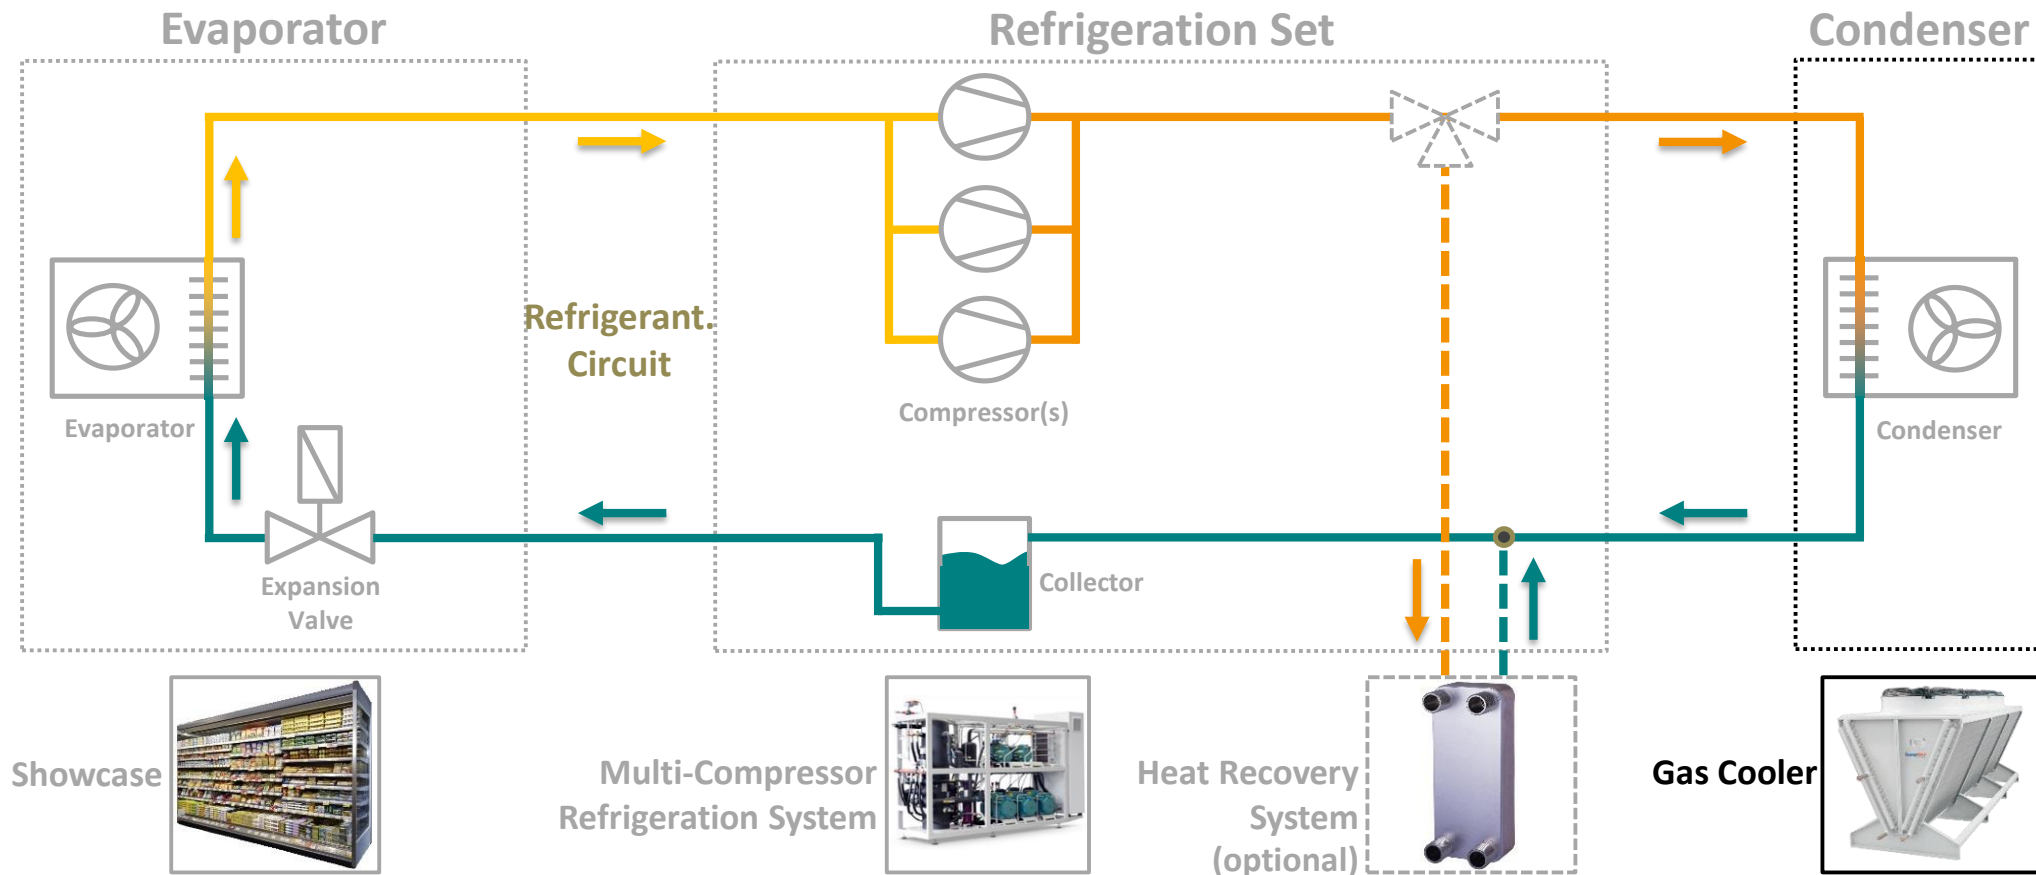 Evaporator
Refrigeration Set
Condenser
Refrigerant.
Circuit
Evaporator
Compressor(s)
Condenser
Expansion
Valve
Collector
Showcase
Multi-Compressor
Refrigeration System
Heat Recovery
System
(optional)
Gas Cooler